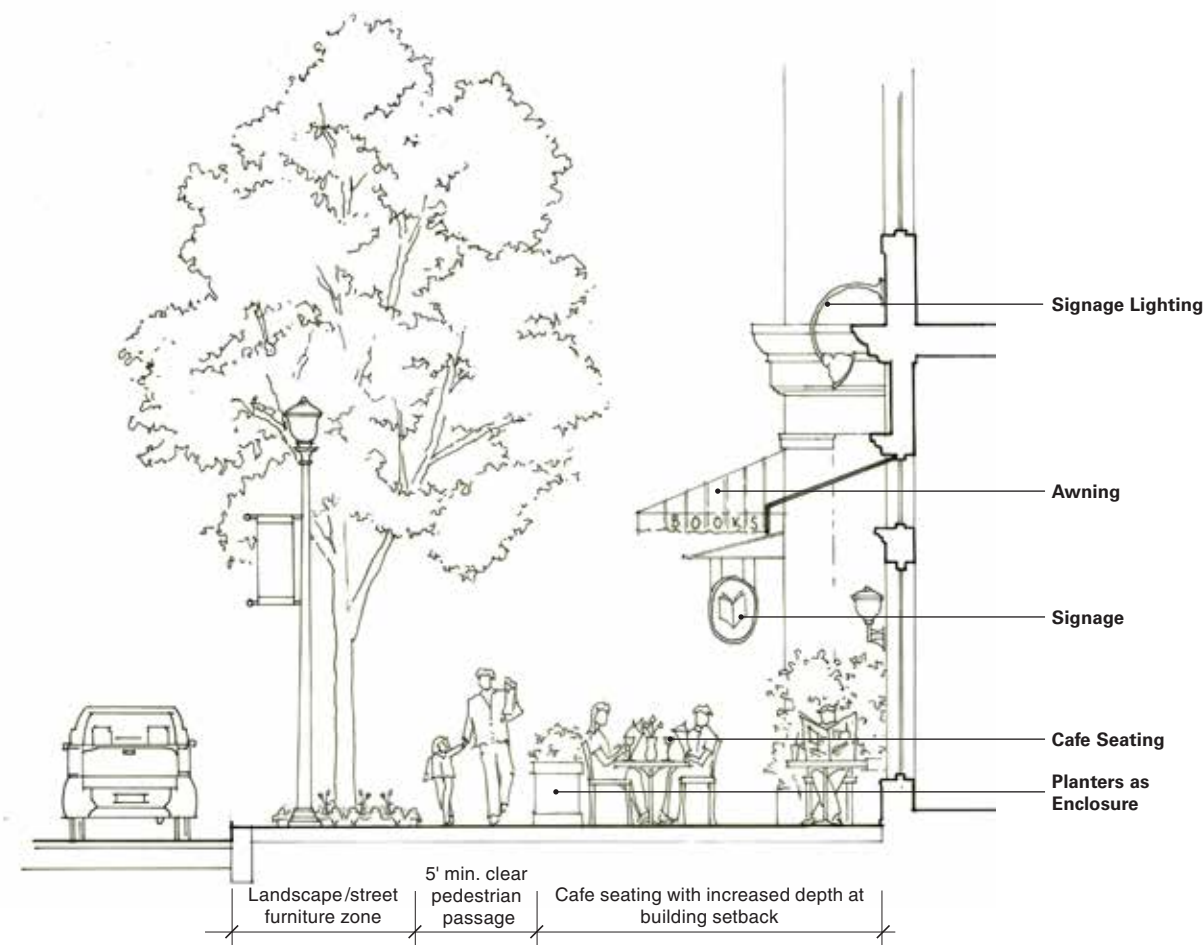 Signage Lighting
Awning
BOOKS
Signage
Cafe Seating
Planters as
Enclosure
Landscape/street
furniture zone
5' min. clear
pedestrian
passage
Cafe seating with increased depth at
building setback